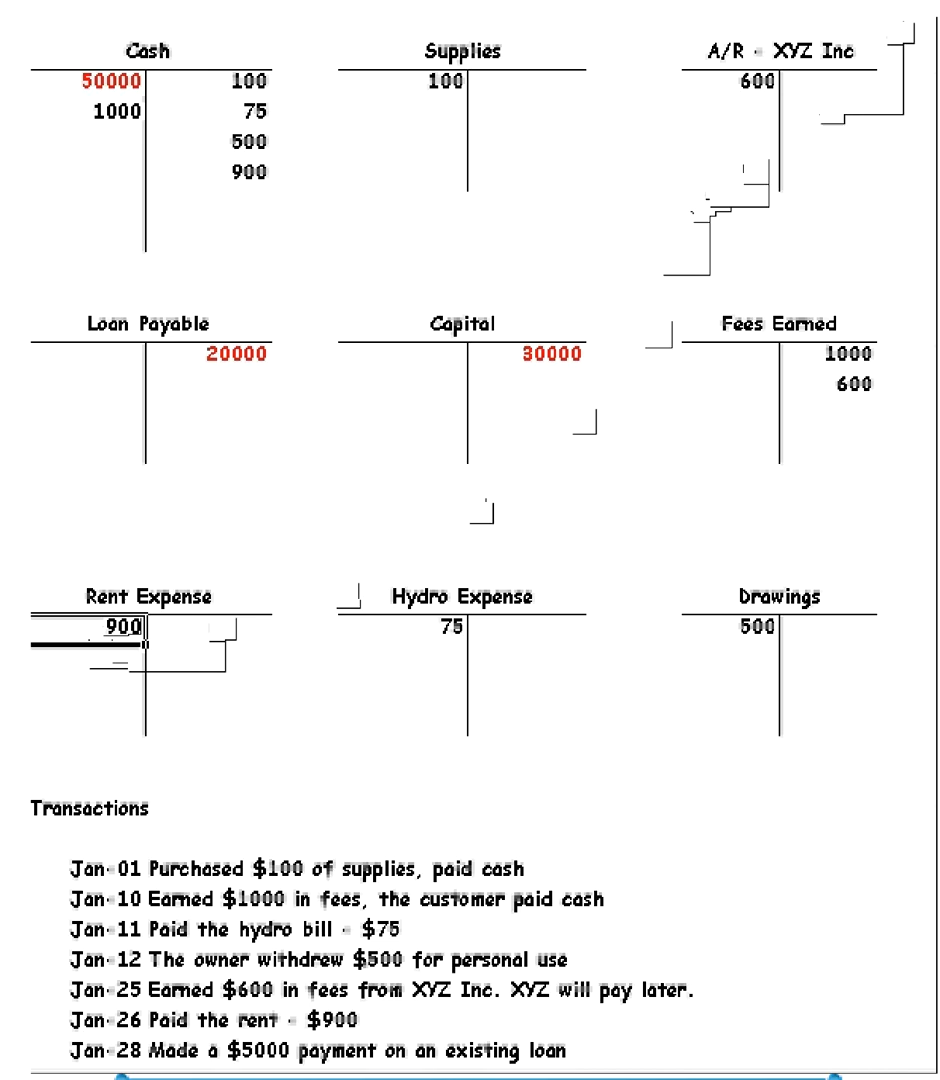 Cash Supplies A/R - XYZ Inc
50000 100 100 600
1000 75
500
900
Loan Payable Capital Fees Earned
20000 30000 1000
600
Rent Expense Hydro Expense Drawings
900 75 500
Transactions
Jan-01 Purchased $100 of supplies, paid cash
Jan-10 Earned $1000 in fees, the customer paid cash
Jan-11 Paid the hydro bill - $75
Jan-12 The owner withdrew $500 for personal use
Jan-25 Earned $600 in fees from XYZ Inc. XYZ will pay later.
Jan-26 Paid the rent - $900
Jan-28 Made a $5000 payment on an existing loan